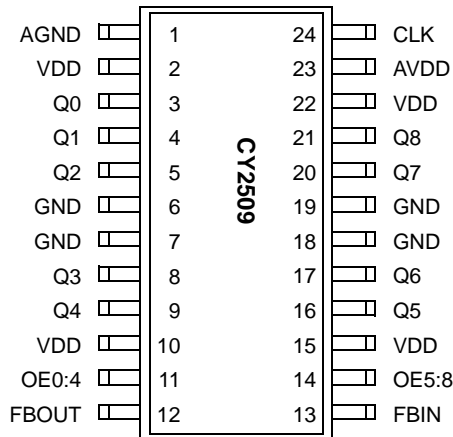 AGND 1 24 CLK
VDD 2 23 AVDD
Q0 3 22 VDD
Q1 4 21 Q8
Q2 5 20 Q7
GND 6 19 GND
GND 7 18 GND
Q3 8 17 Q6
Q4 9 16 Q5
VDD 10 15 VDD
OE0:4 11 14 OE5:8
FBOUT 12 13 FBIN
CY2509